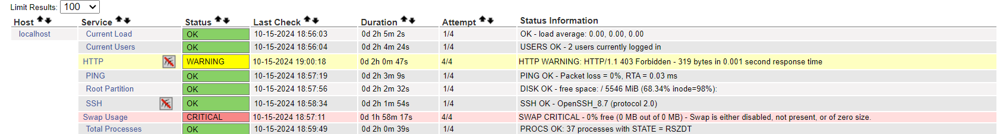 Limit Results: 100
Host Service Status Last Check Duration Attempt Status Information
localhost Current Load OK 10-15-2024 18:56:03 0d 2h 5m 2s 1/4 OK - load average: 0.00, 0.00, 0.00
Current Users OK 10-15-2024 18:56:04 0d 2h 4m 24s 1/4 USERS OK - 2 users currently logged in
HTTP WARNING 10-15-2024 19:00:18 0d 2h 0m 47s 4/4 HTTP WARNING: HTTP/1.1 403 Forbidden - 319 bytes in 0.001 second response time
PING OK 10-15-2024 18:57:19 0d 2h 3m 9s 1/4 PING OK - Packet loss = 0%, RTA = 0.03 ms
Root Partition OK 10-15-2024 18:57:56 0d 2h 2m 32s 1/4 DISK OK - free space: / 5546 MiB (68.34% inode=98%):
SSH OK 10-15-2024 18:58:34 0d 2h 1m 54s 1/4 SSH OK - OpenSSH_8.7 (protocol 2.0)
Swap Usage CRITICAL 10-15-2024 18:57:11 0d 1h 58m 17s 4/4 SWAP CRITICAL - 0% free (0 MB out of 0 MB) - Swap is either disabled, not present, or of zero size.
Total Processes OK 10-15-2024 18:59:49 0d 2h 0m 39s 1/4 PROCS OK: 37 processes with STATE = RSZDT